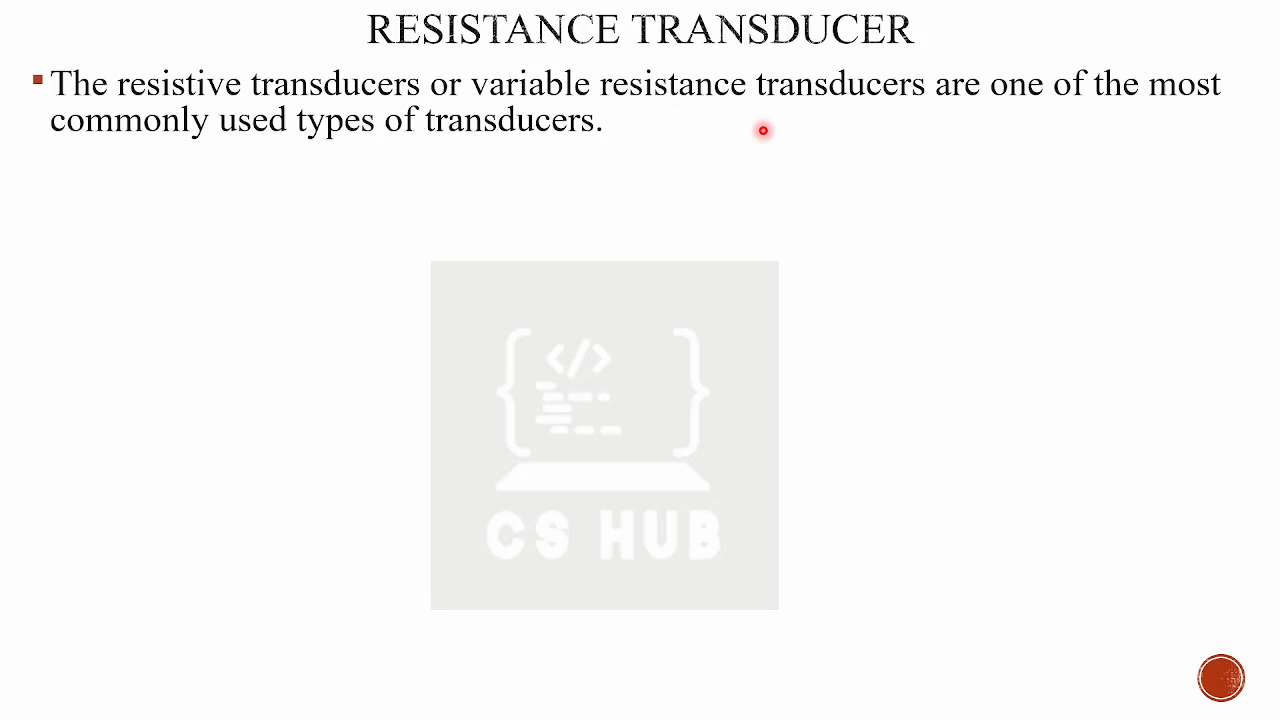 RESISTANCE TRANSDUCER
The resistive transducers or variable resistance transducers are one of the most
commonly used types of transducers.
</>
CS HUB